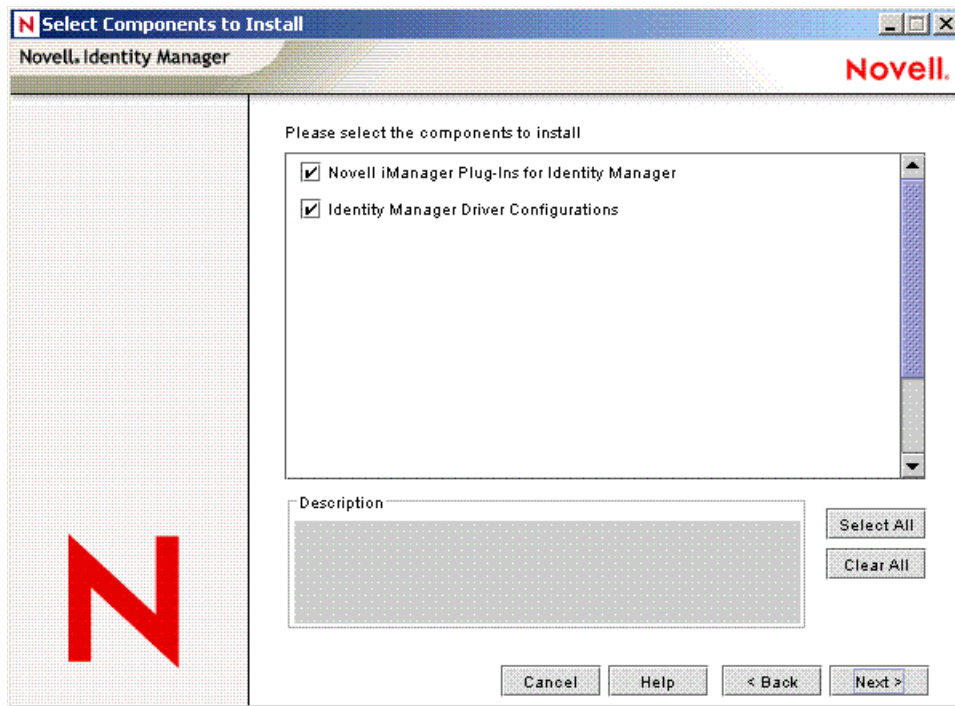 N Select Components to Install
Novell. Identity Manager
Novell.
Please select the components to install
Novell iManager Plug-Ins for Identity Manager
Identity Manager Driver Configurations
Description
Select All
Clear All
N
Cancel
Help
< Back
Next >